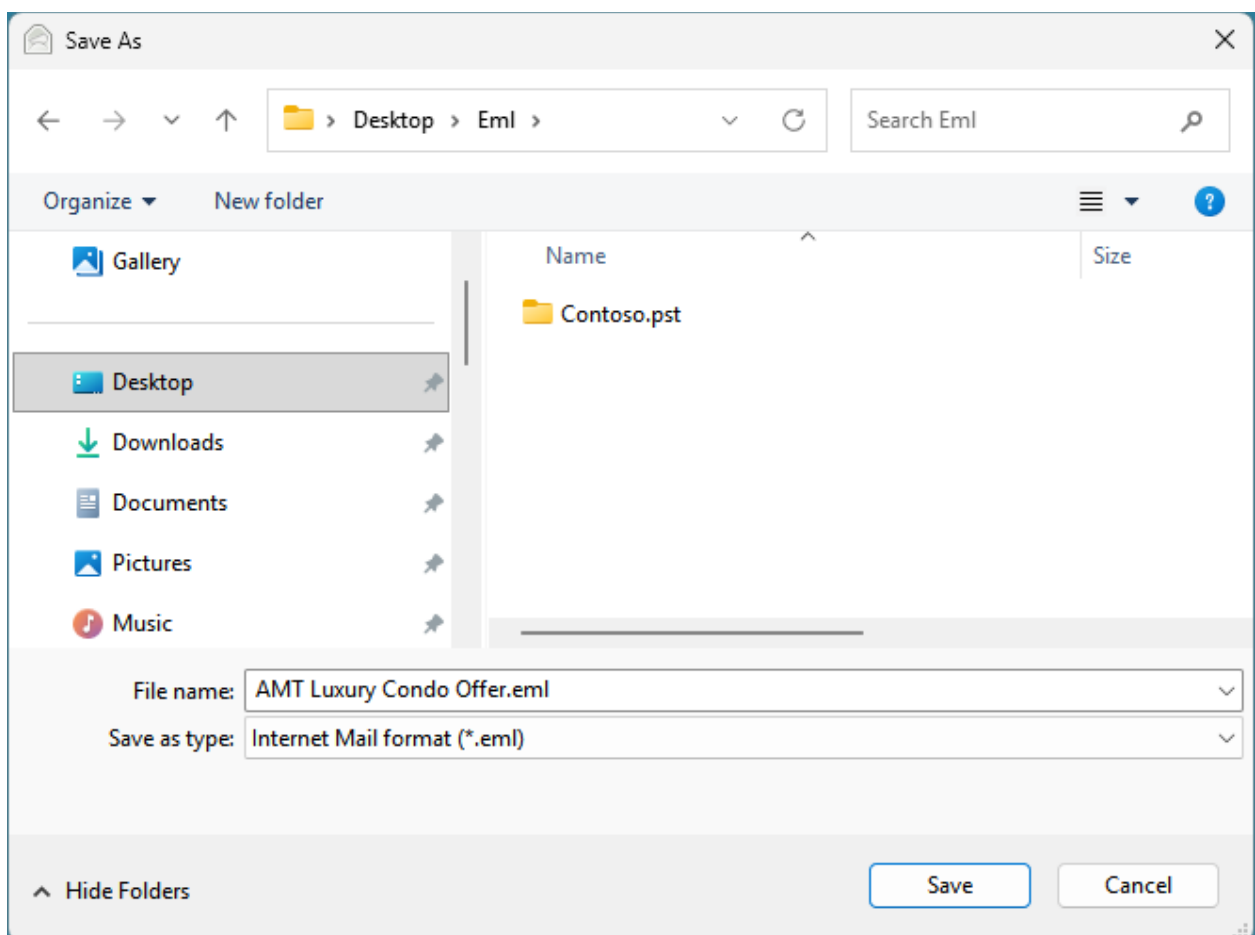 Save As
Desktop > Eml >
Search Eml
Organize
New folder
?
Gallery
Desktop
Downloads
Documents
Pictures
Music
Name
Size
Contoso.pst
File name: AMT Luxury Condo Offer.eml
Save as type: Internet Mail format (*.eml)
Hide Folders
Save
Cancel